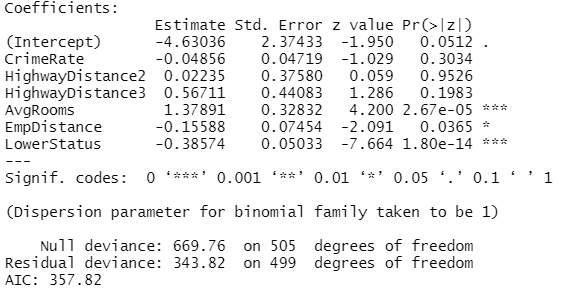 Coefficients:
                 Estimate Std. Error z value Pr(>|z|)
(Intercept)      -4.63036    2.37433  -1.950   0.0512 .
CrimeRate        -0.04856    0.04719  -1.029   0.3034
HighwayDistance2  0.02235    0.37580   0.059   0.9526
HighwayDistance3  0.56711    0.44083   1.286   0.1983
AvgRooms          1.37891    0.32832   4.200 2.67e-05 ***
EmpDistance      -0.15588    0.07454  -2.091   0.0365 *
LowerStatus      -0.38574    0.05033  -7.664 1.80e-14 ***
---
Signif. codes:  0 ‘***’ 0.001 ‘**’ 0.01 ‘*’ 0.05 ‘.’ 0.1 ‘ ’ 1
(Dispersion parameter for binomial family taken to be 1)
    Null deviance: 669.76  on 505  degrees of freedom
Residual deviance: 343.82  on 499  degrees of freedom
AIC: 357.82